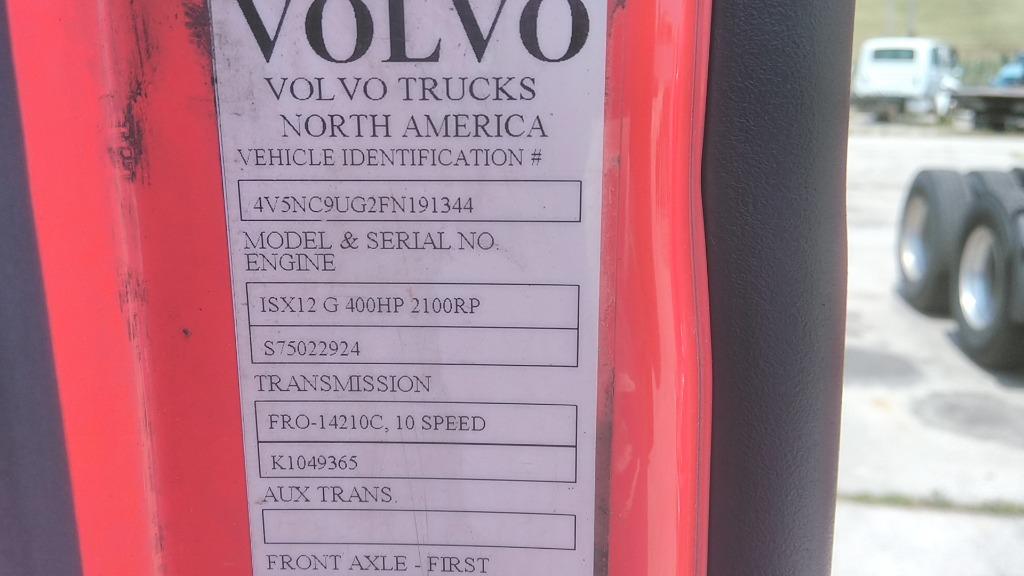 VOLVO
VOLVO TRUCKS
NORTH AMERICA
VEHICLE IDENTIFICATION #
4V5NC9UG2FN191344
MODEL & SERIAL NO.
ENGINE
ISX12 G 400HP 2100RP
S75022924
TRANSMISSION
FRO-14210C, 10 SPEED
K1049365
AUX TRANS.
FRONT AXLE - FIRST